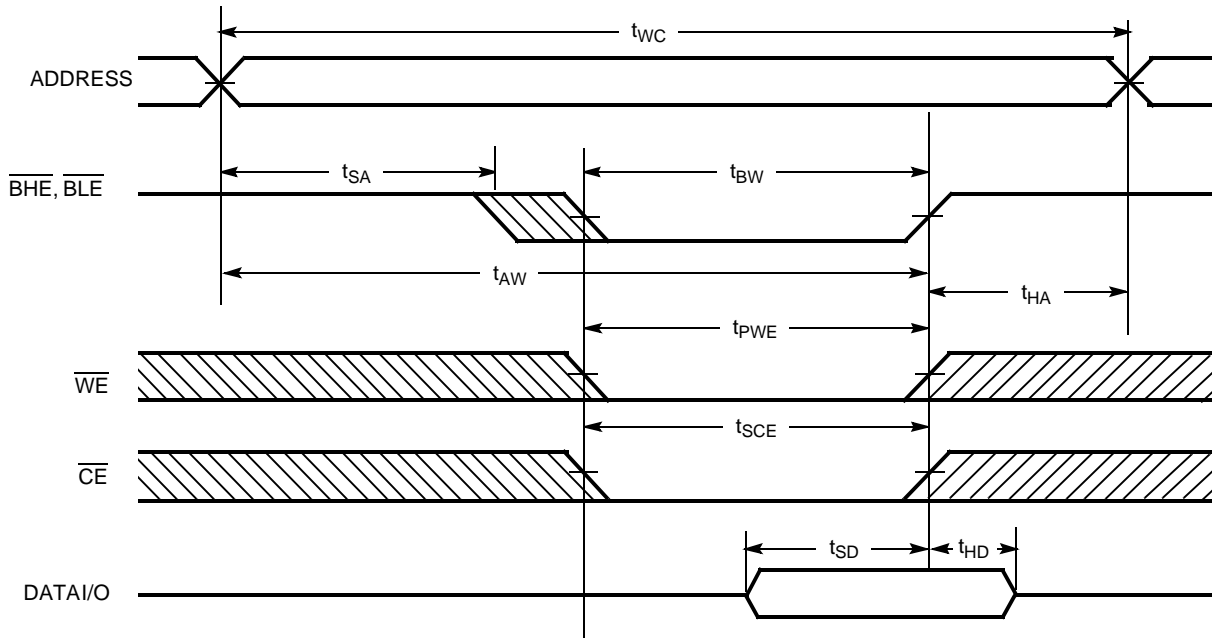 tWC
ADDRESS
tSA
tBW
BHE, BLE
tAW
tHA
tPWE
WE
tSCE
CE
tSD
tHD
DATAI/O